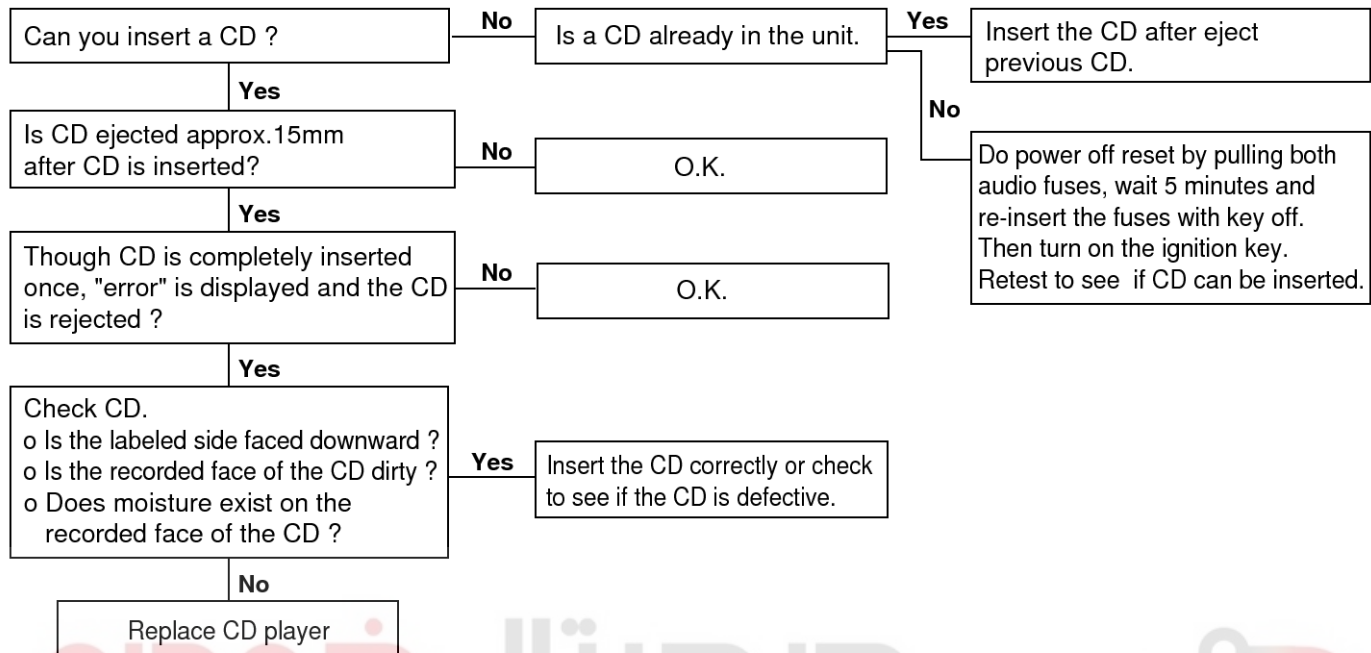 Can you insert a CD ?
No
Is a CD already in the unit.
Yes
Insert the CD after eject
previous CD.
Yes
No
Is CD ejected approx.15mm
after CD is inserted?
No
O.K.
Do power off reset by pulling both
audio fuses, wait 5 minutes and
re-insert the fuses with key off.
Then turn on the ignition key.
Retest to see if CD can be inserted.
Yes
Though CD is completely inserted
once, "error" is displayed and the CD
is rejected ?
No
O.K.
Yes
Check CD.
o Is the labeled side faced downward ?
o Is the recorded face of the CD dirty ?
o Does moisture exist on the
recorded face of the CD ?
Yes
Insert the CD correctly or check
to see if the CD is defective.
No
Replace CD player